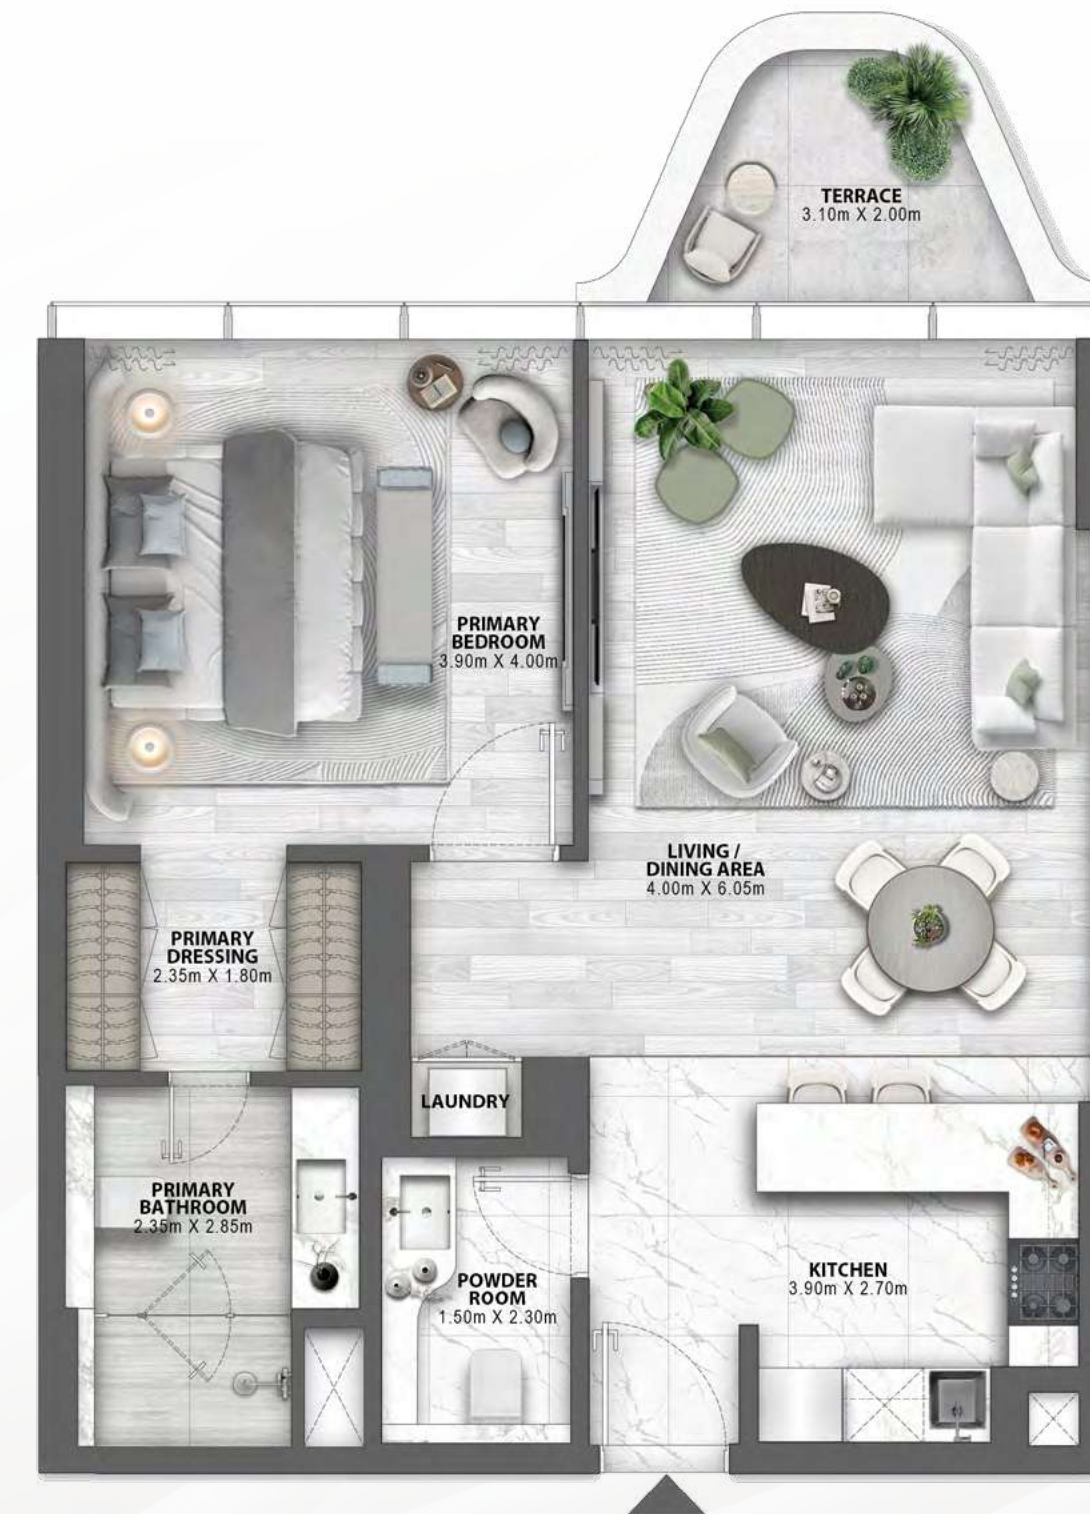 TERRACE
3.10m X 2.00m
PRIMARY
BEDROOM
3.90m X 4.00m
LIVING /
DINING AREA
4.00m X 6.05m
PRIMARY
DRESSING
2.35m X 1.80m
LAUNDRY
PRIMARY
BATHROOM
2.35m X 2.85m
POWDER
ROOM
1.50m X 2.30m
KITCHEN
3.90m X 2.70m